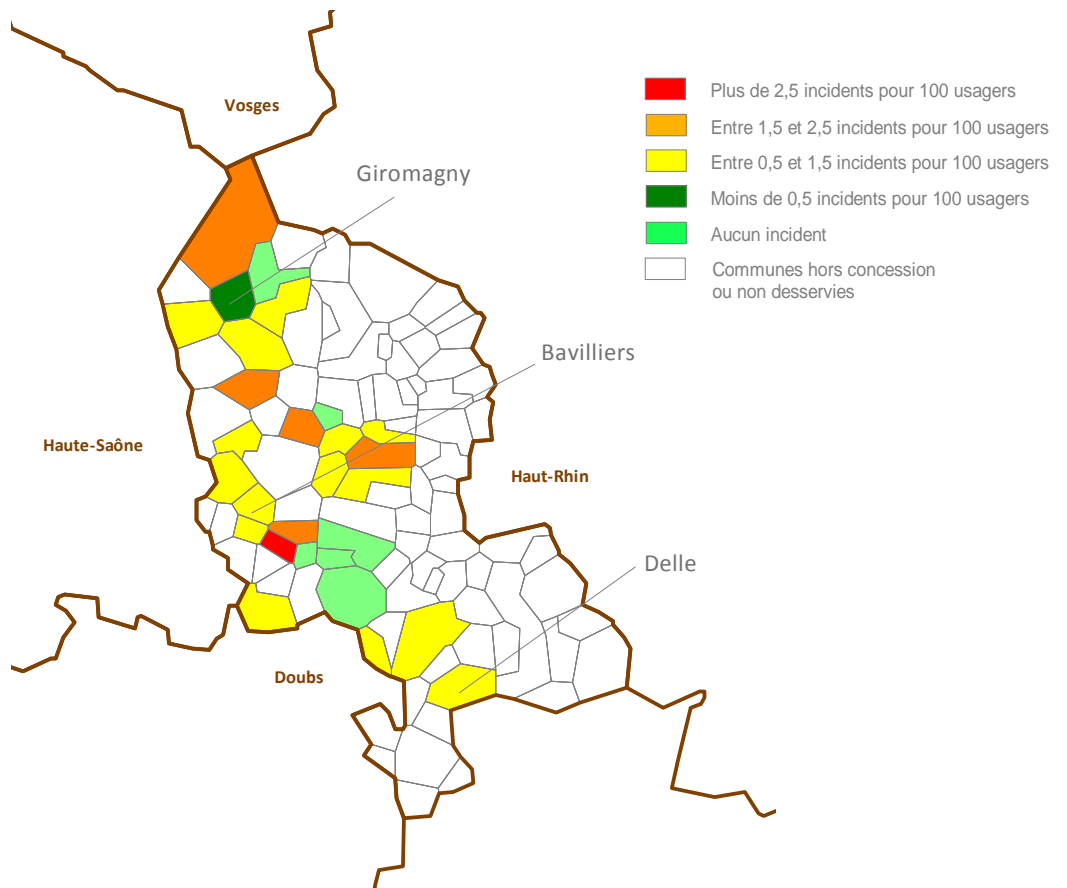 Vosges
Giromagny
Bavilliers
Haute-Saône
Haut-Rhin
Delle
Doubs
Plus de 2,5 incidents pour 100 usagers
Entre 1,5 et 2,5 incidents pour 100 usagers
Entre 0,5 et 1,5 incidents pour 100 usagers
Moins de 0,5 incidents pour 100 usagers
Aucun incident
Communes hors concession
ou non desservies